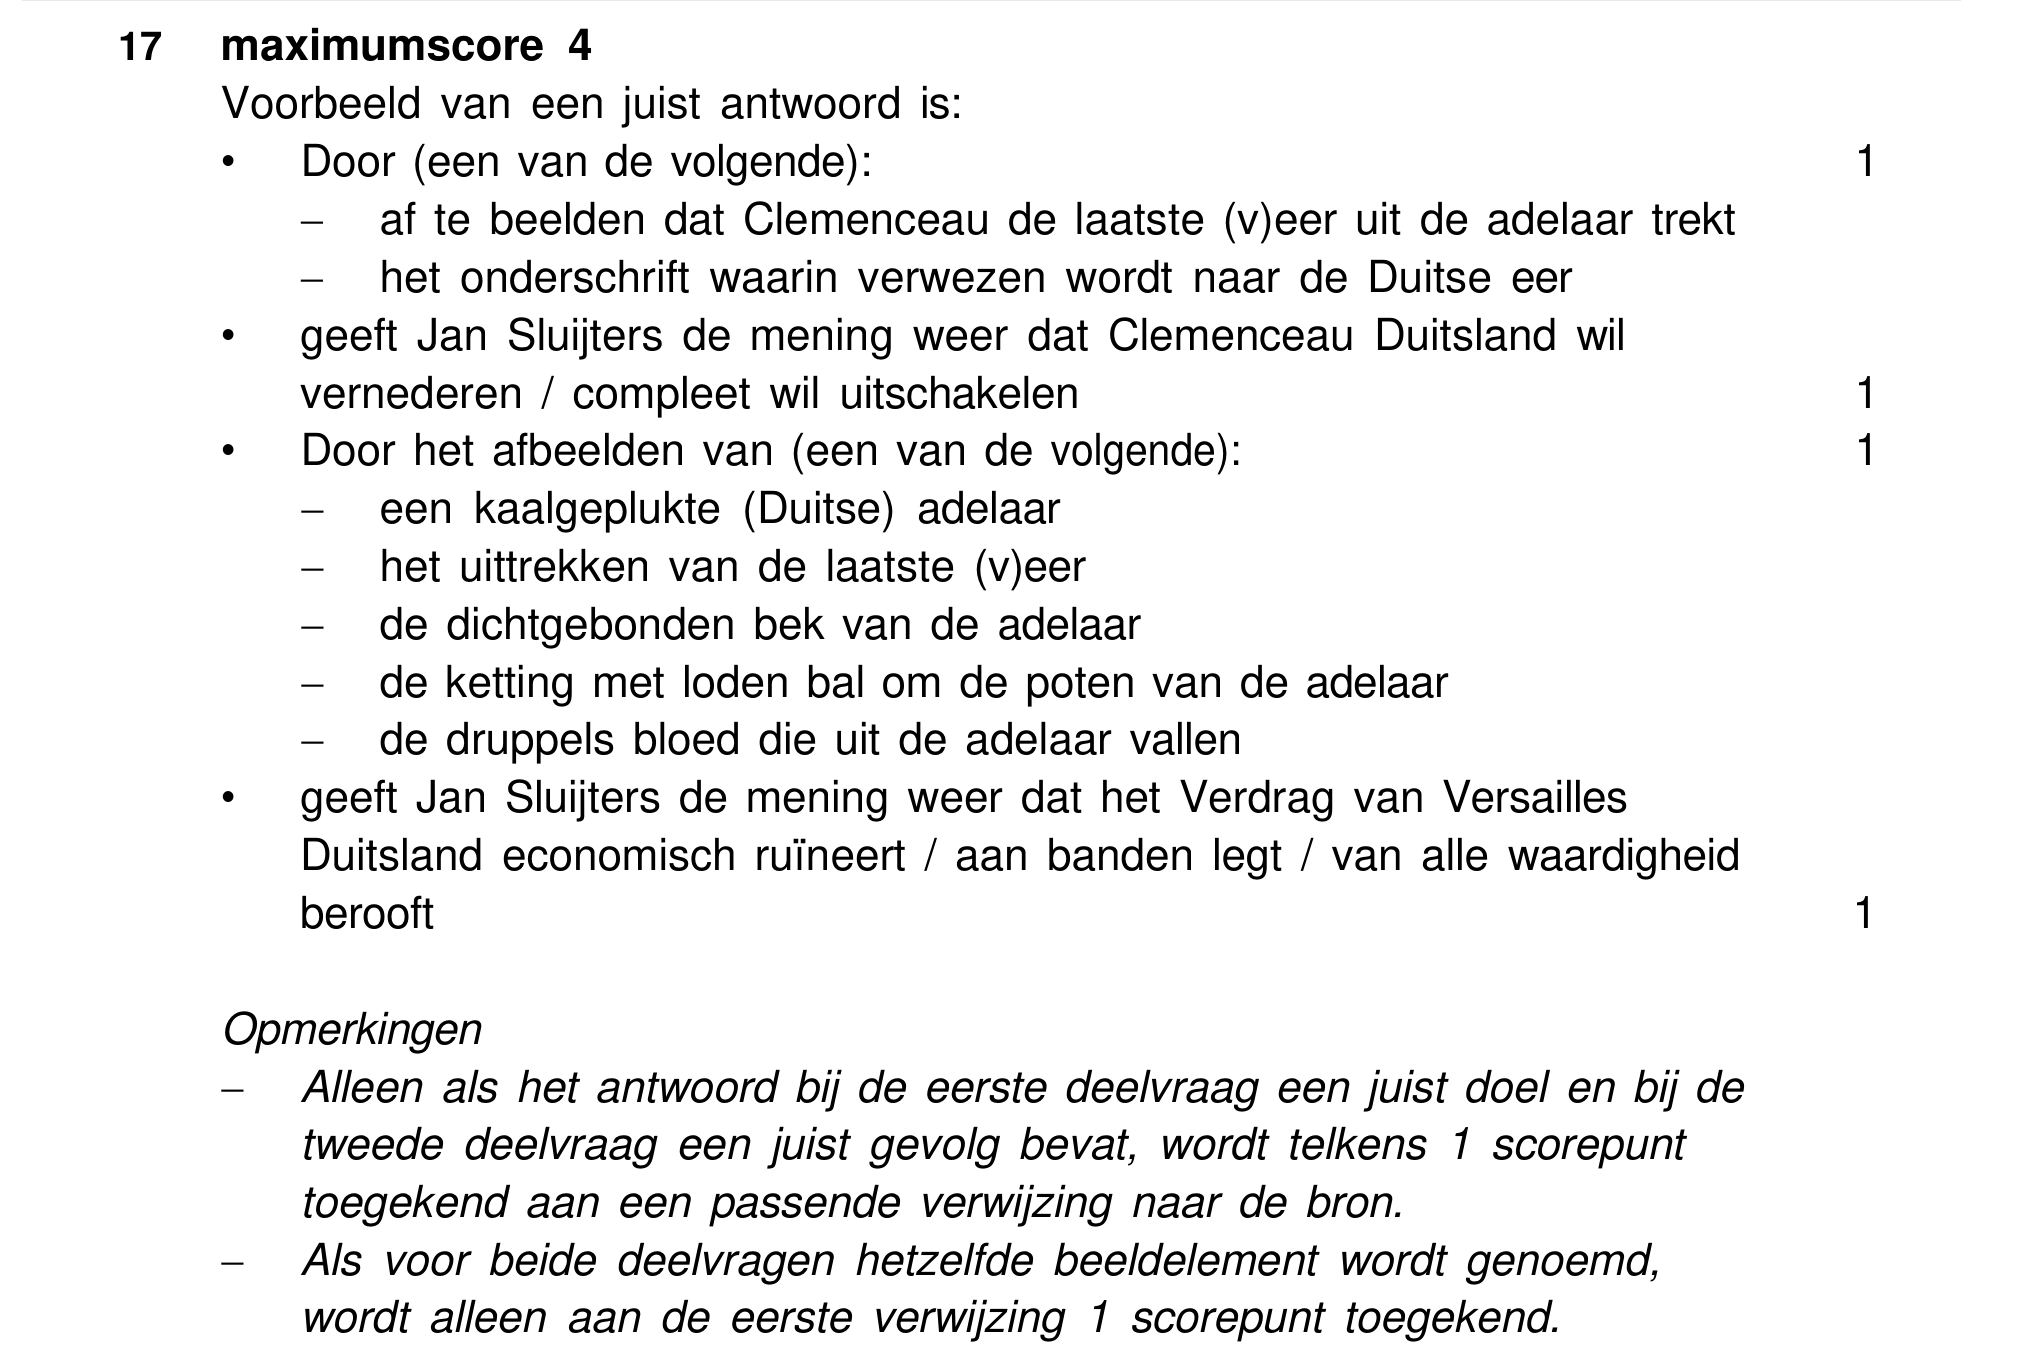 17 maximumscore 4
Voorbeeld van een juist antwoord is:
• Door (een van de volgende): 1
– af te beelden dat Clemenceau de laatste (v)eer uit de adelaar trekt
– het onderschrift waarin verwezen wordt naar de Duitse eer
• geeft Jan Sluijters de mening weer dat Clemenceau Duitsland wil
vernederen / compleet wil uitschakelen 1
• Door het afbeelden van (een van de volgende): 1
– een kaalgeplukte (Duitse) adelaar
– het uittrekken van de laatste (v)eer
– de dichtgebonden bek van de adelaar
– de ketting met loden bal om de poten van de adelaar
– de druppels bloed die uit de adelaar vallen
• geeft Jan Sluijters de mening weer dat het Verdrag van Versailles
Duitsland economisch ruïneert / aan banden legt / van alle waardigheid
berooft 1
Opmerkingen
– Alleen als het antwoord bij de eerste deelvraag een juist doel en bij de
tweede deelvraag een juist gevolg bevat, wordt telkens 1 scorepunt
toegekend aan een passende verwijzing naar de bron.
– Als voor beide deelvragen hetzelfde beeldelement wordt genoemd,
wordt alleen aan de eerste verwijzing 1 scorepunt toegekend.